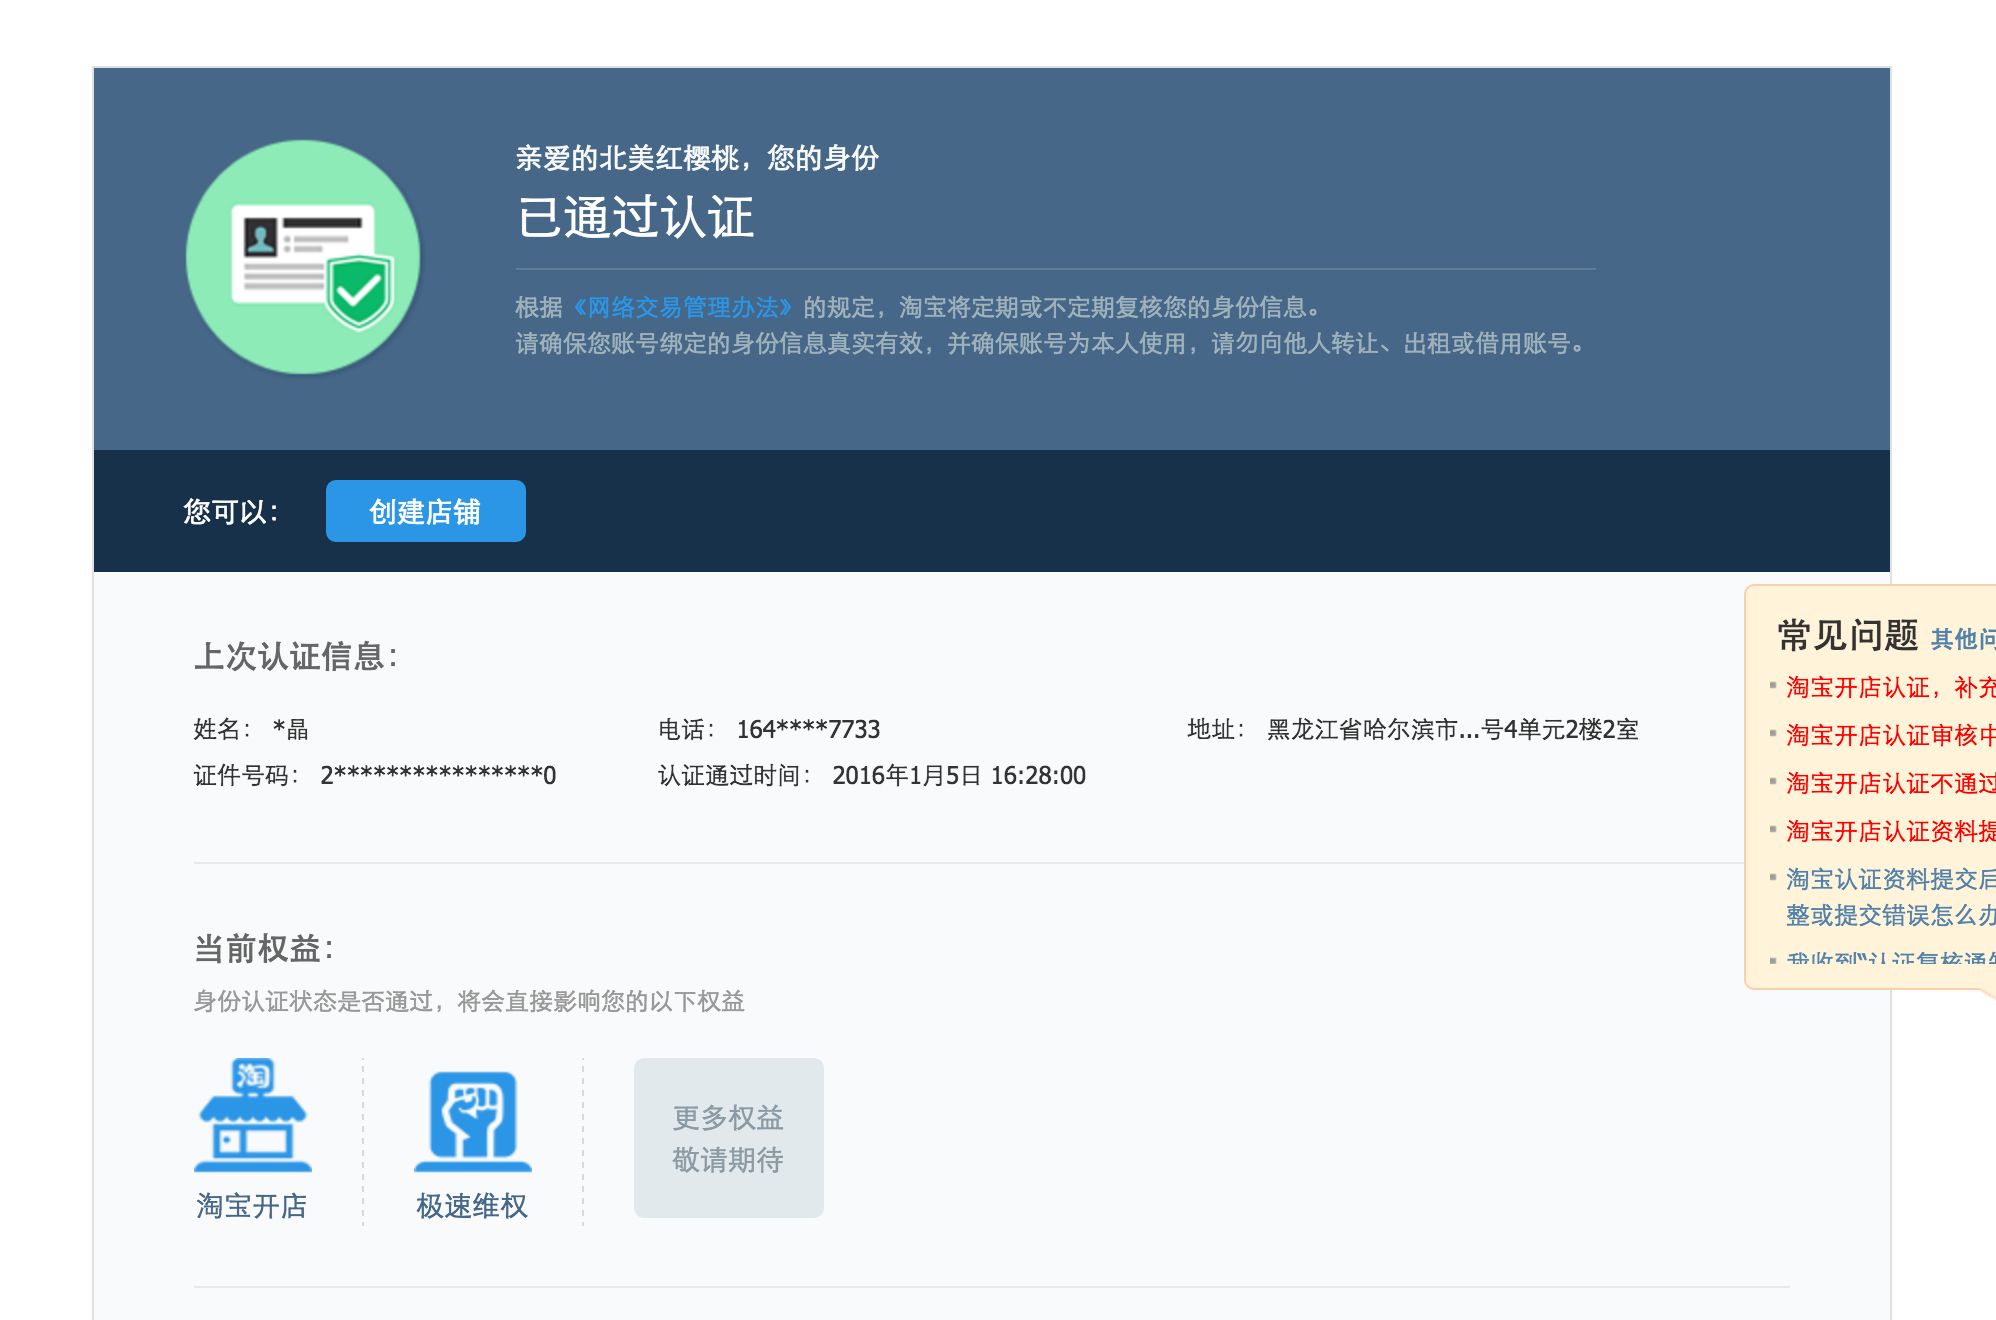 亲爱的北美红樱桃，您的身份
已通过认证
根据《网络交易管理办法》的规定，淘宝将定期或不定期复核您的身份信息。
请确保您账号绑定的身份信息真实有效，并确保账号为本人使用，请勿向他人转让、出租或借用账号。
您可以： 创建店铺
上次认证信息：
姓名： *晶 电话： 164****7733 地址： 黑龙江省哈尔滨市...号4单元2楼2室
证件号码： 2****************0 认证通过时间： 2016年1月5日 16:28:00
常见问题 其他问
淘宝开店认证，补充
淘宝开店认证审核中
淘宝开店认证不通过
淘宝开店认证资料提
淘宝认证资料提交后
整或提交错误怎么办
我收到“认证复核通知
当前权益：
身份认证状态是否通过，将会直接影响您的以下权益
淘
淘宝开店
极速维权
更多权益
敬请期待